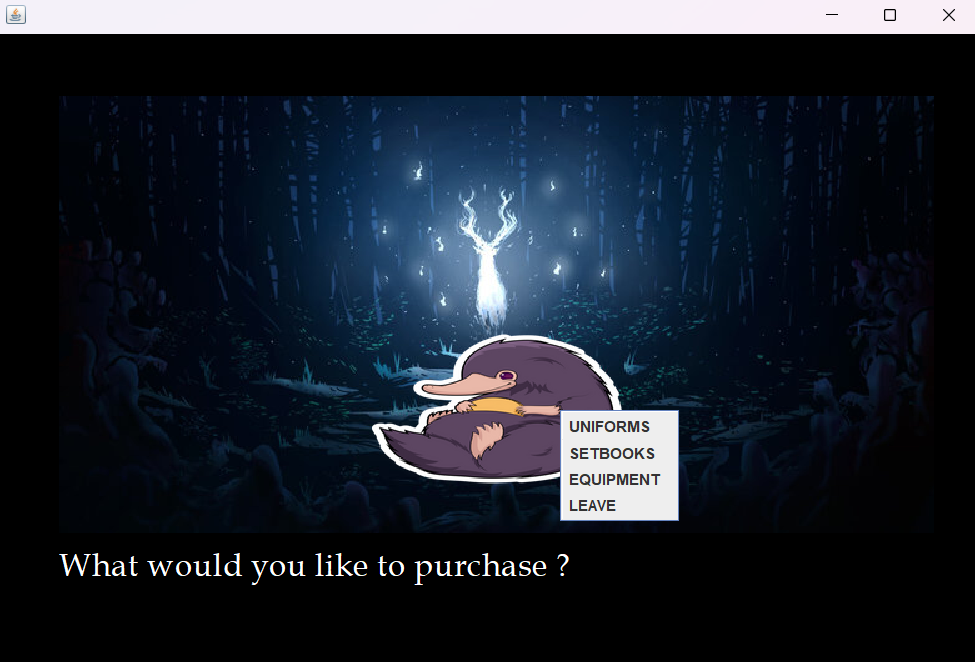 UNIFORMS
SETBOOKS
EQUIPMENT
LEAVE
What would you like to purchase ?